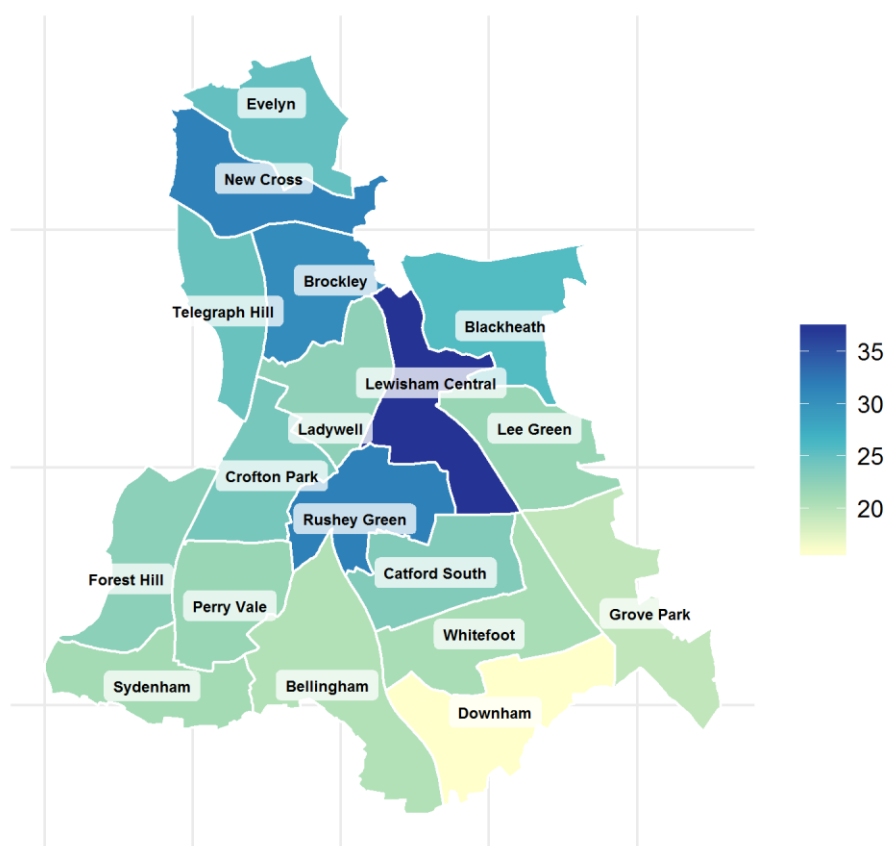 Evelyn
New Cross
Brockley
Telegraph Hill
Blackheath
Lewisham Central
Ladywell
Lee Green
Crofton Park
Rushey Green
Catford South
Forest Hill
Perry Vale
Grove Park
Whitefoot
Sydenham
Bellingham
Downham
35
30
25
20